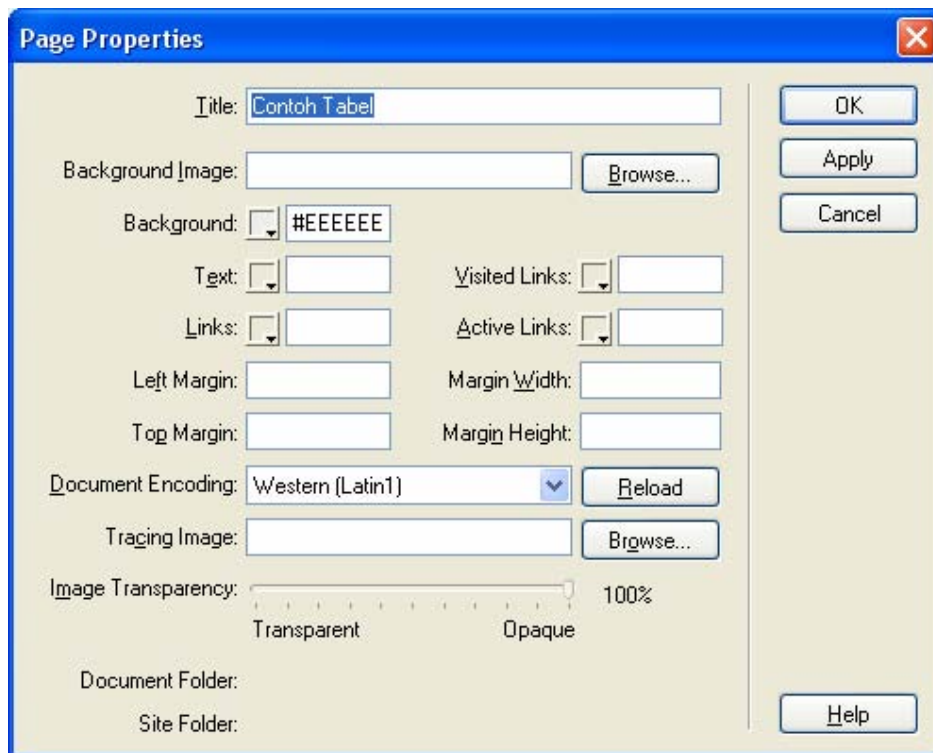 Page Properties
Title: Contoh Tabel
OK
Background Image: Browse...
Apply
Background: #EEEEEE
Cancel
Text: Visited Links:
Links: Active Links:
Left Margin: Margin Width:
Top Margin: Margin Height:
Document Encoding: Western (Latin1) Reload
Tracing Image: Browse...
Image Transparency: 100%
Transparent Opaque
Document Folder:
Site Folder:
Help